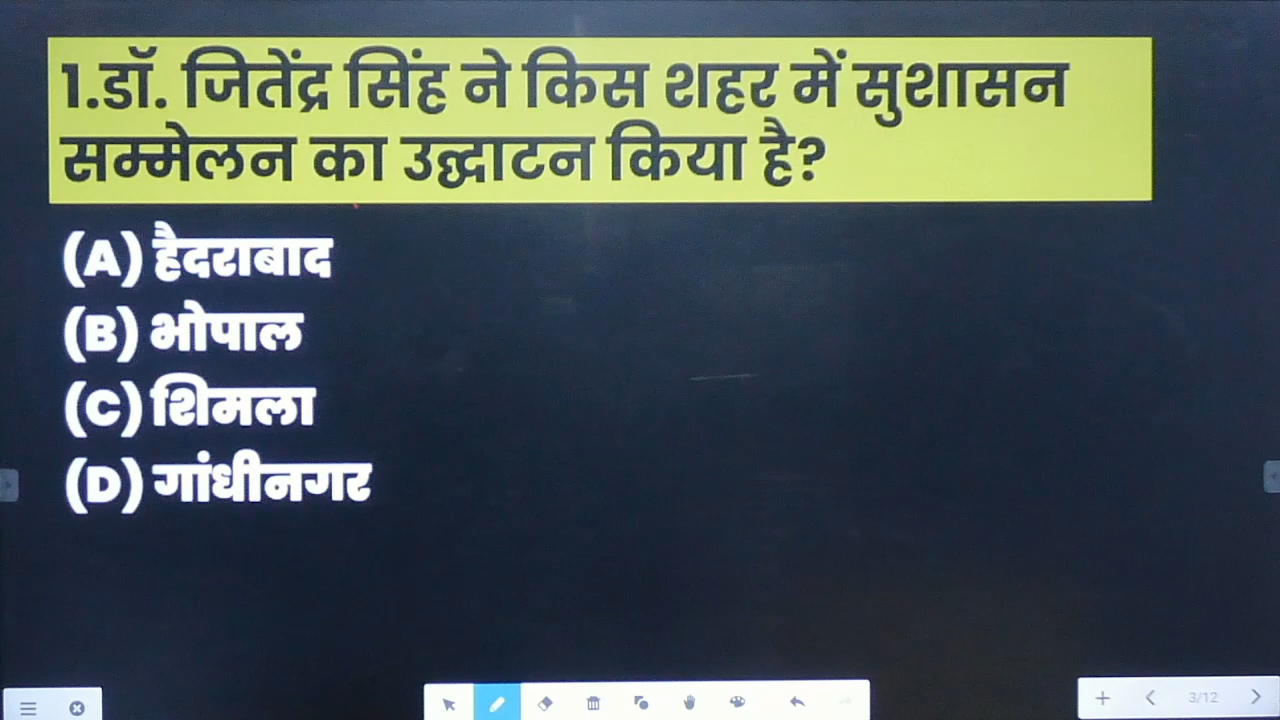 1.डॉ. जितेंद्र सिंह ने किस शहर में सुशासन
सम्मेलन का उद्घाटन किया है?
(A) हैदराबाद
(B) भोपाल
(C) शिमला
(D) गांधीनगर
3/12